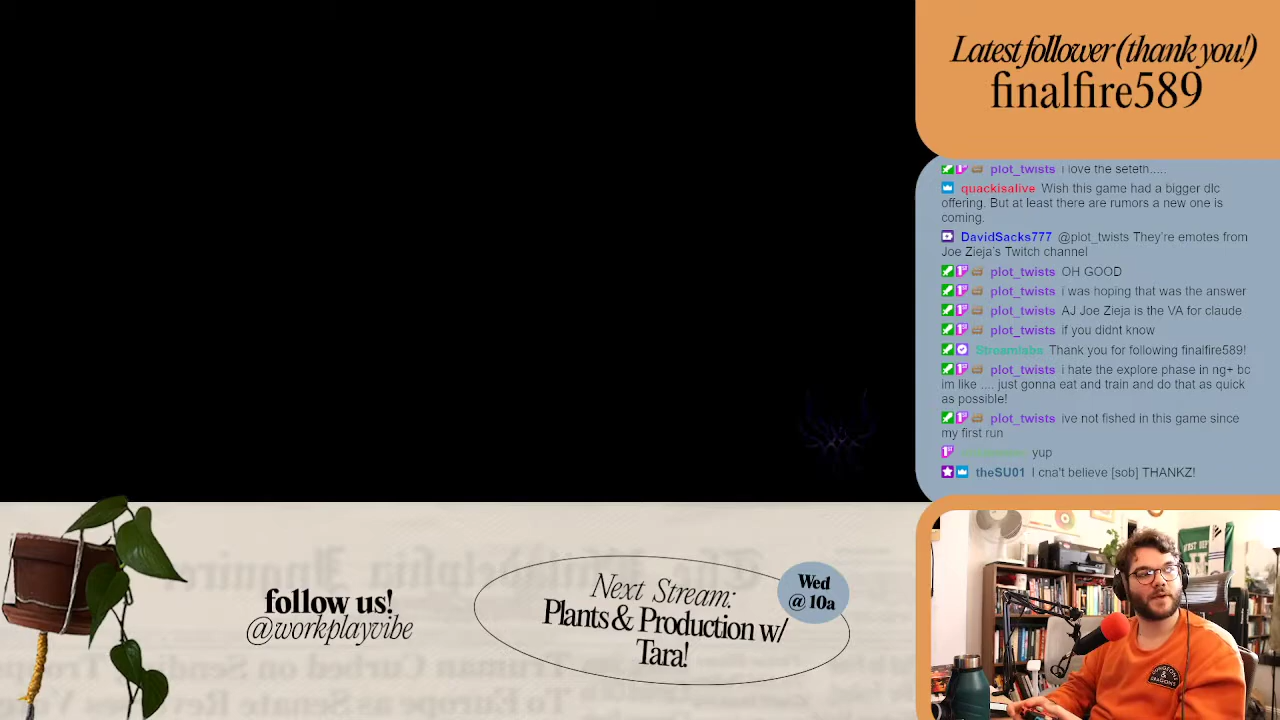 Latest follower (thank you!)
finalfire589
plot_twists i love the seteth.....
quackisalive Wish this game had a bigger dlc
offering. But at least there are rumors a new one is
coming.
DavidSacks777 @plot_twists They're emotes from
Joe Zieja's Twitch channel
plot_twists OH GOOD
plot_twists i was hoping that was the answer
plot_twists AJ Joe Zieja is the VA for claude
plot_twists if you didnt know
Streamlabs Thank you for following finalfire589!
plot_twists i hate the explore phase in ng+ bc
im like .... just gonna eat and train and do that as quick
as possible!
plot_twists ive not fished in this game since
my first run
yup
theSU01 I cna't believe [sob] THANKZ!
follow us!
@workplayvibe
Next Stream:
Plants & Production w/
Tara!
Wed
@ 10a
DUNGEONS
&
DRAGONS